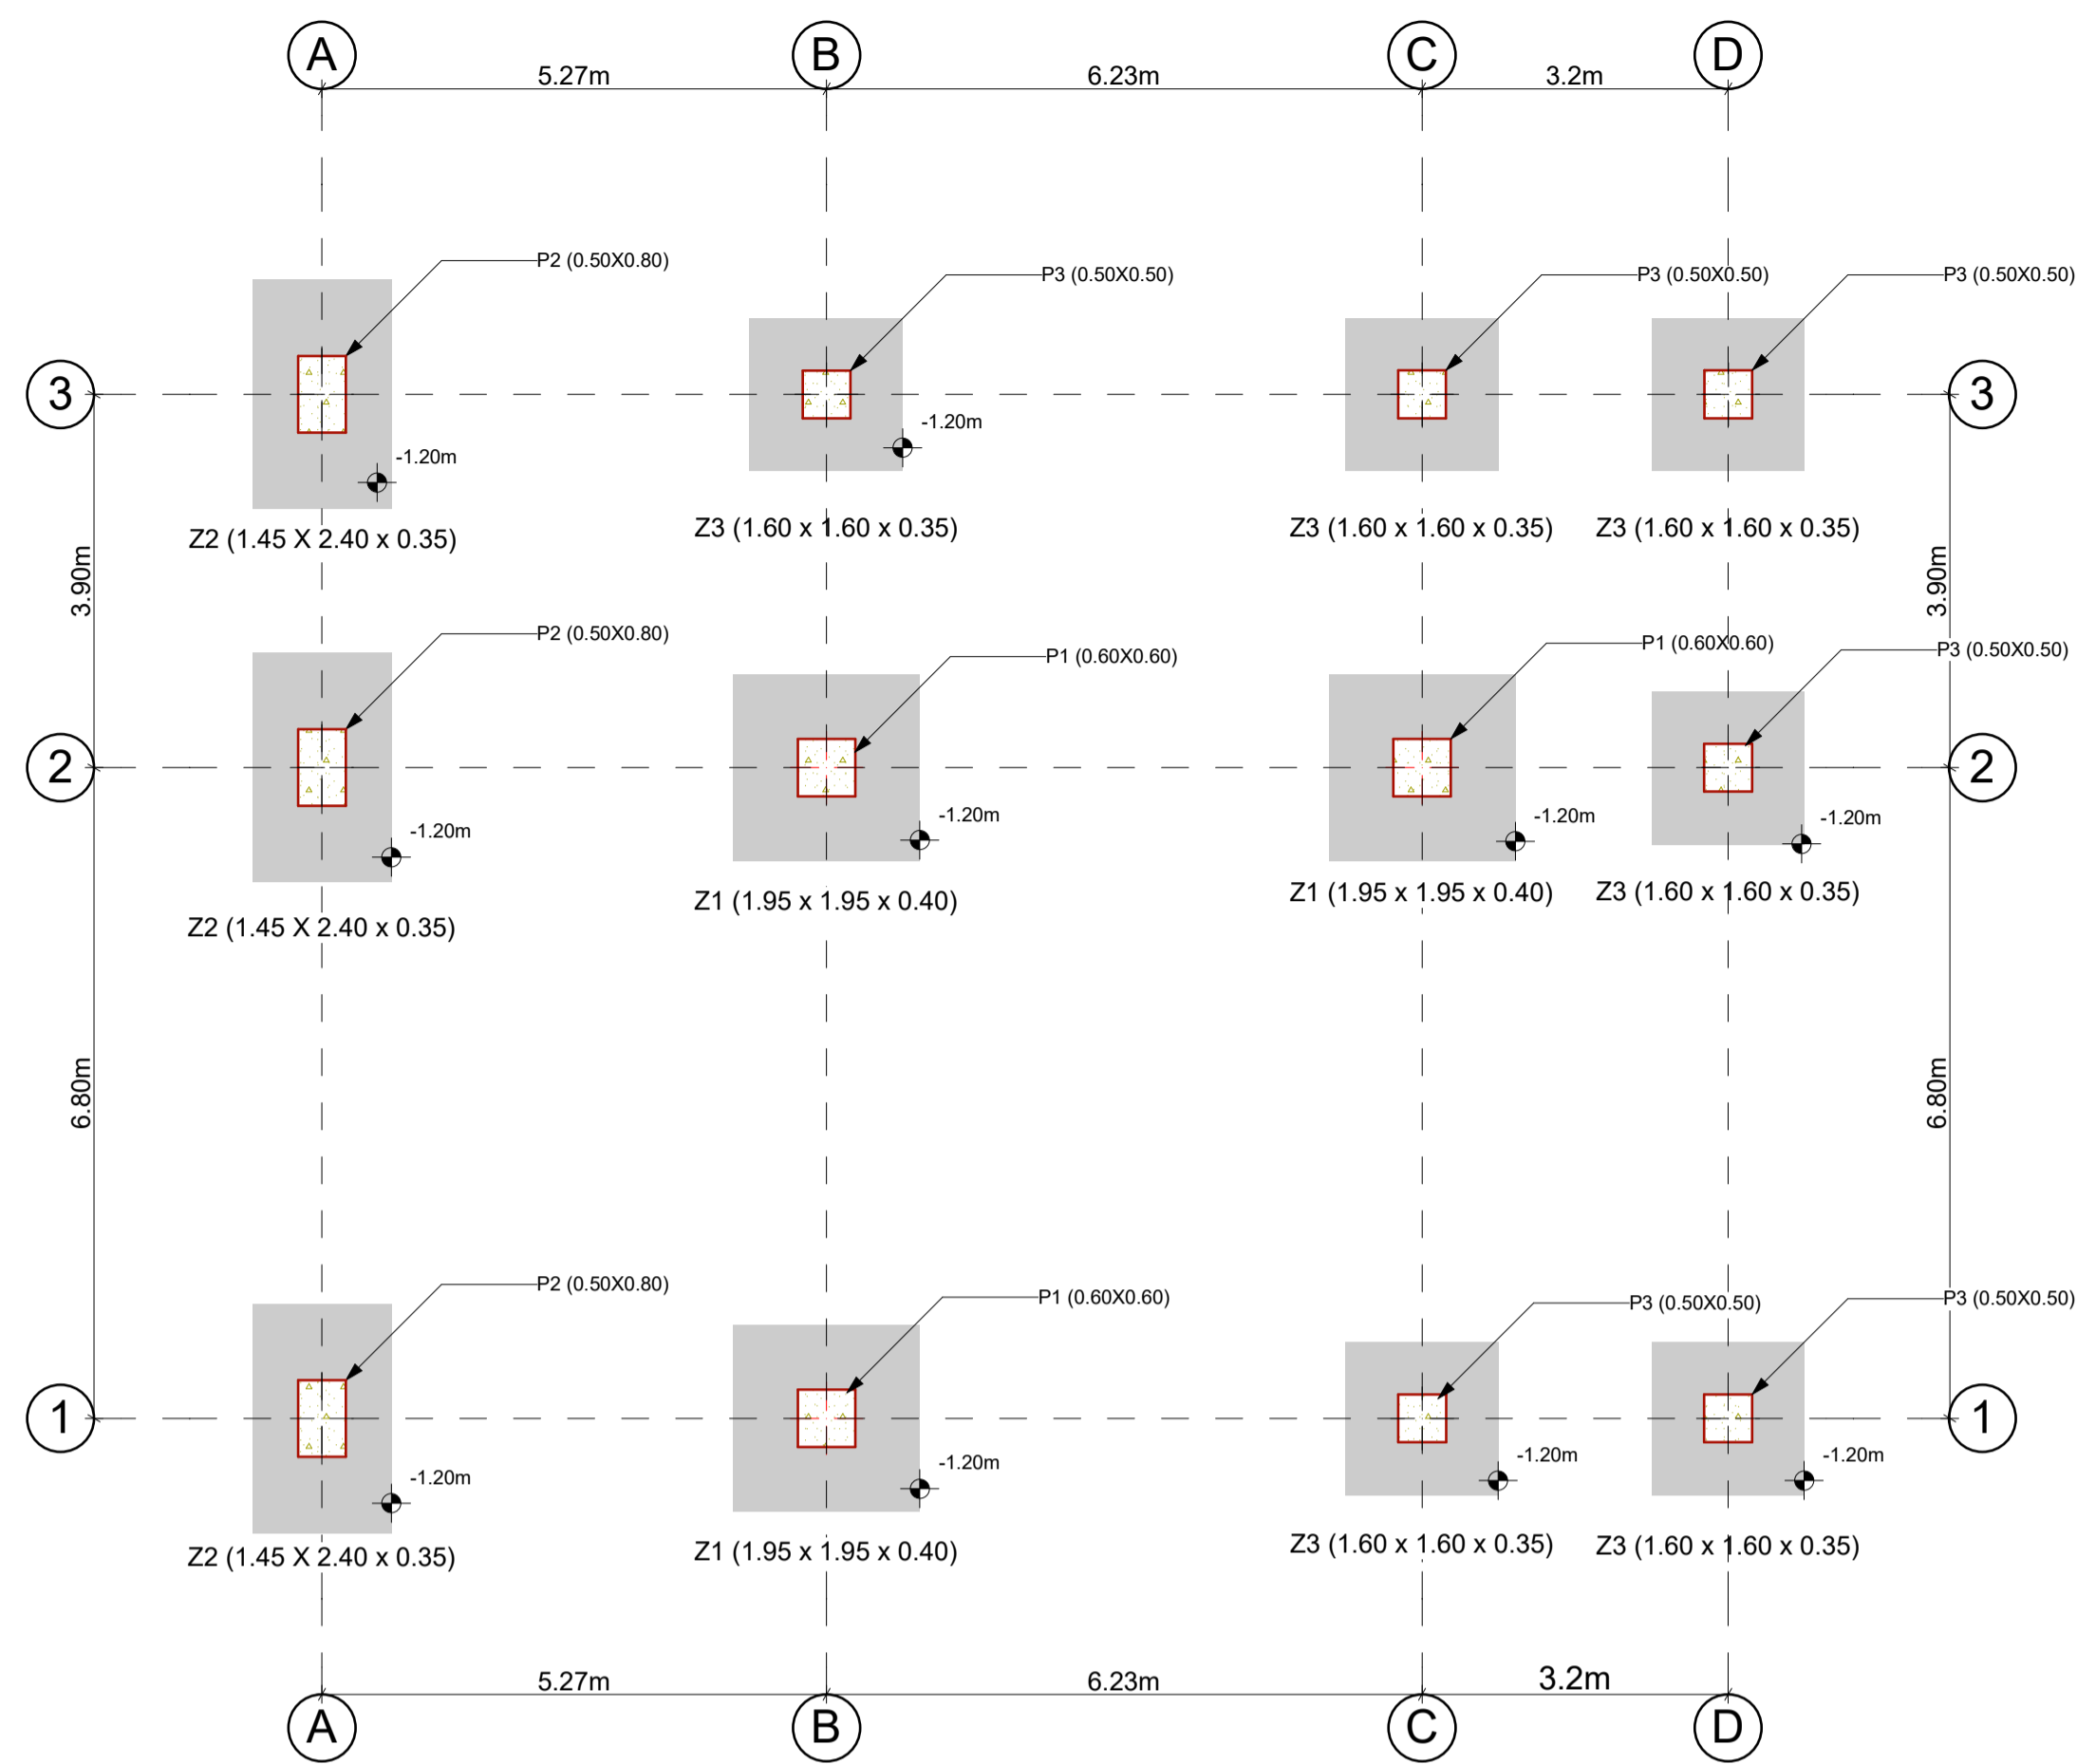 A
B
C
D
5.27m
6.23m
3.2m
P2 (0.50X0.80)
P3 (0.50X0.50)
P3 (0.50X0.50)
P3 (0.50X0.50)
3
3
-1.20m
-1.20m
Z2 (1.45 X 2.40 x 0.35)
Z3 (1.60 x 1.60 x 0.35)
Z3 (1.60 x 1.60 x 0.35)
Z3 (1.60 x 1.60 x 0.35)
3.90m
3.90m
P2 (0.50X0.80)
P1 (0.60X0.60)
P1 (0.60X0.60)
P3 (0.50X0.50)
2
2
-1.20m
-1.20m
-1.20m
-1.20m
Z2 (1.45 X 2.40 x 0.35)
Z1 (1.95 x 1.95 x 0.40)
Z1 (1.95 x 1.95 x 0.40)
Z3 (1.60 x 1.60 x 0.35)
6.80m
6.80m
P2 (0.50X0.80)
P1 (0.60X0.60)
P3 (0.50X0.50)
P3 (0.50X0.50)
1
1
-1.20m
-1.20m
-1.20m
-1.20m
Z2 (1.45 X 2.40 x 0.35)
Z1 (1.95 x 1.95 x 0.40)
Z3 (1.60 x 1.60 x 0.35)
Z3 (1.60 x 1.60 x 0.35)
5.27m
6.23m
3.2m
A
B
C
D